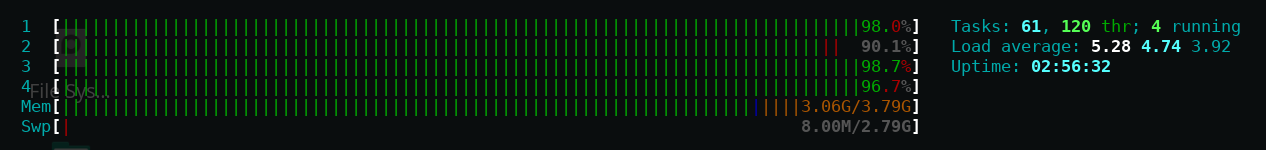 1 [98.0%] Tasks: 61, 120 thr; 4 running
2 [90.1%] Load average: 5.28 4.74 3.92
3 [98.7%] Uptime: 02:56:32
4 [96.7%]
File Sys...
Mem[3.06G/3.79G]
Swp[8.00M/2.79G]